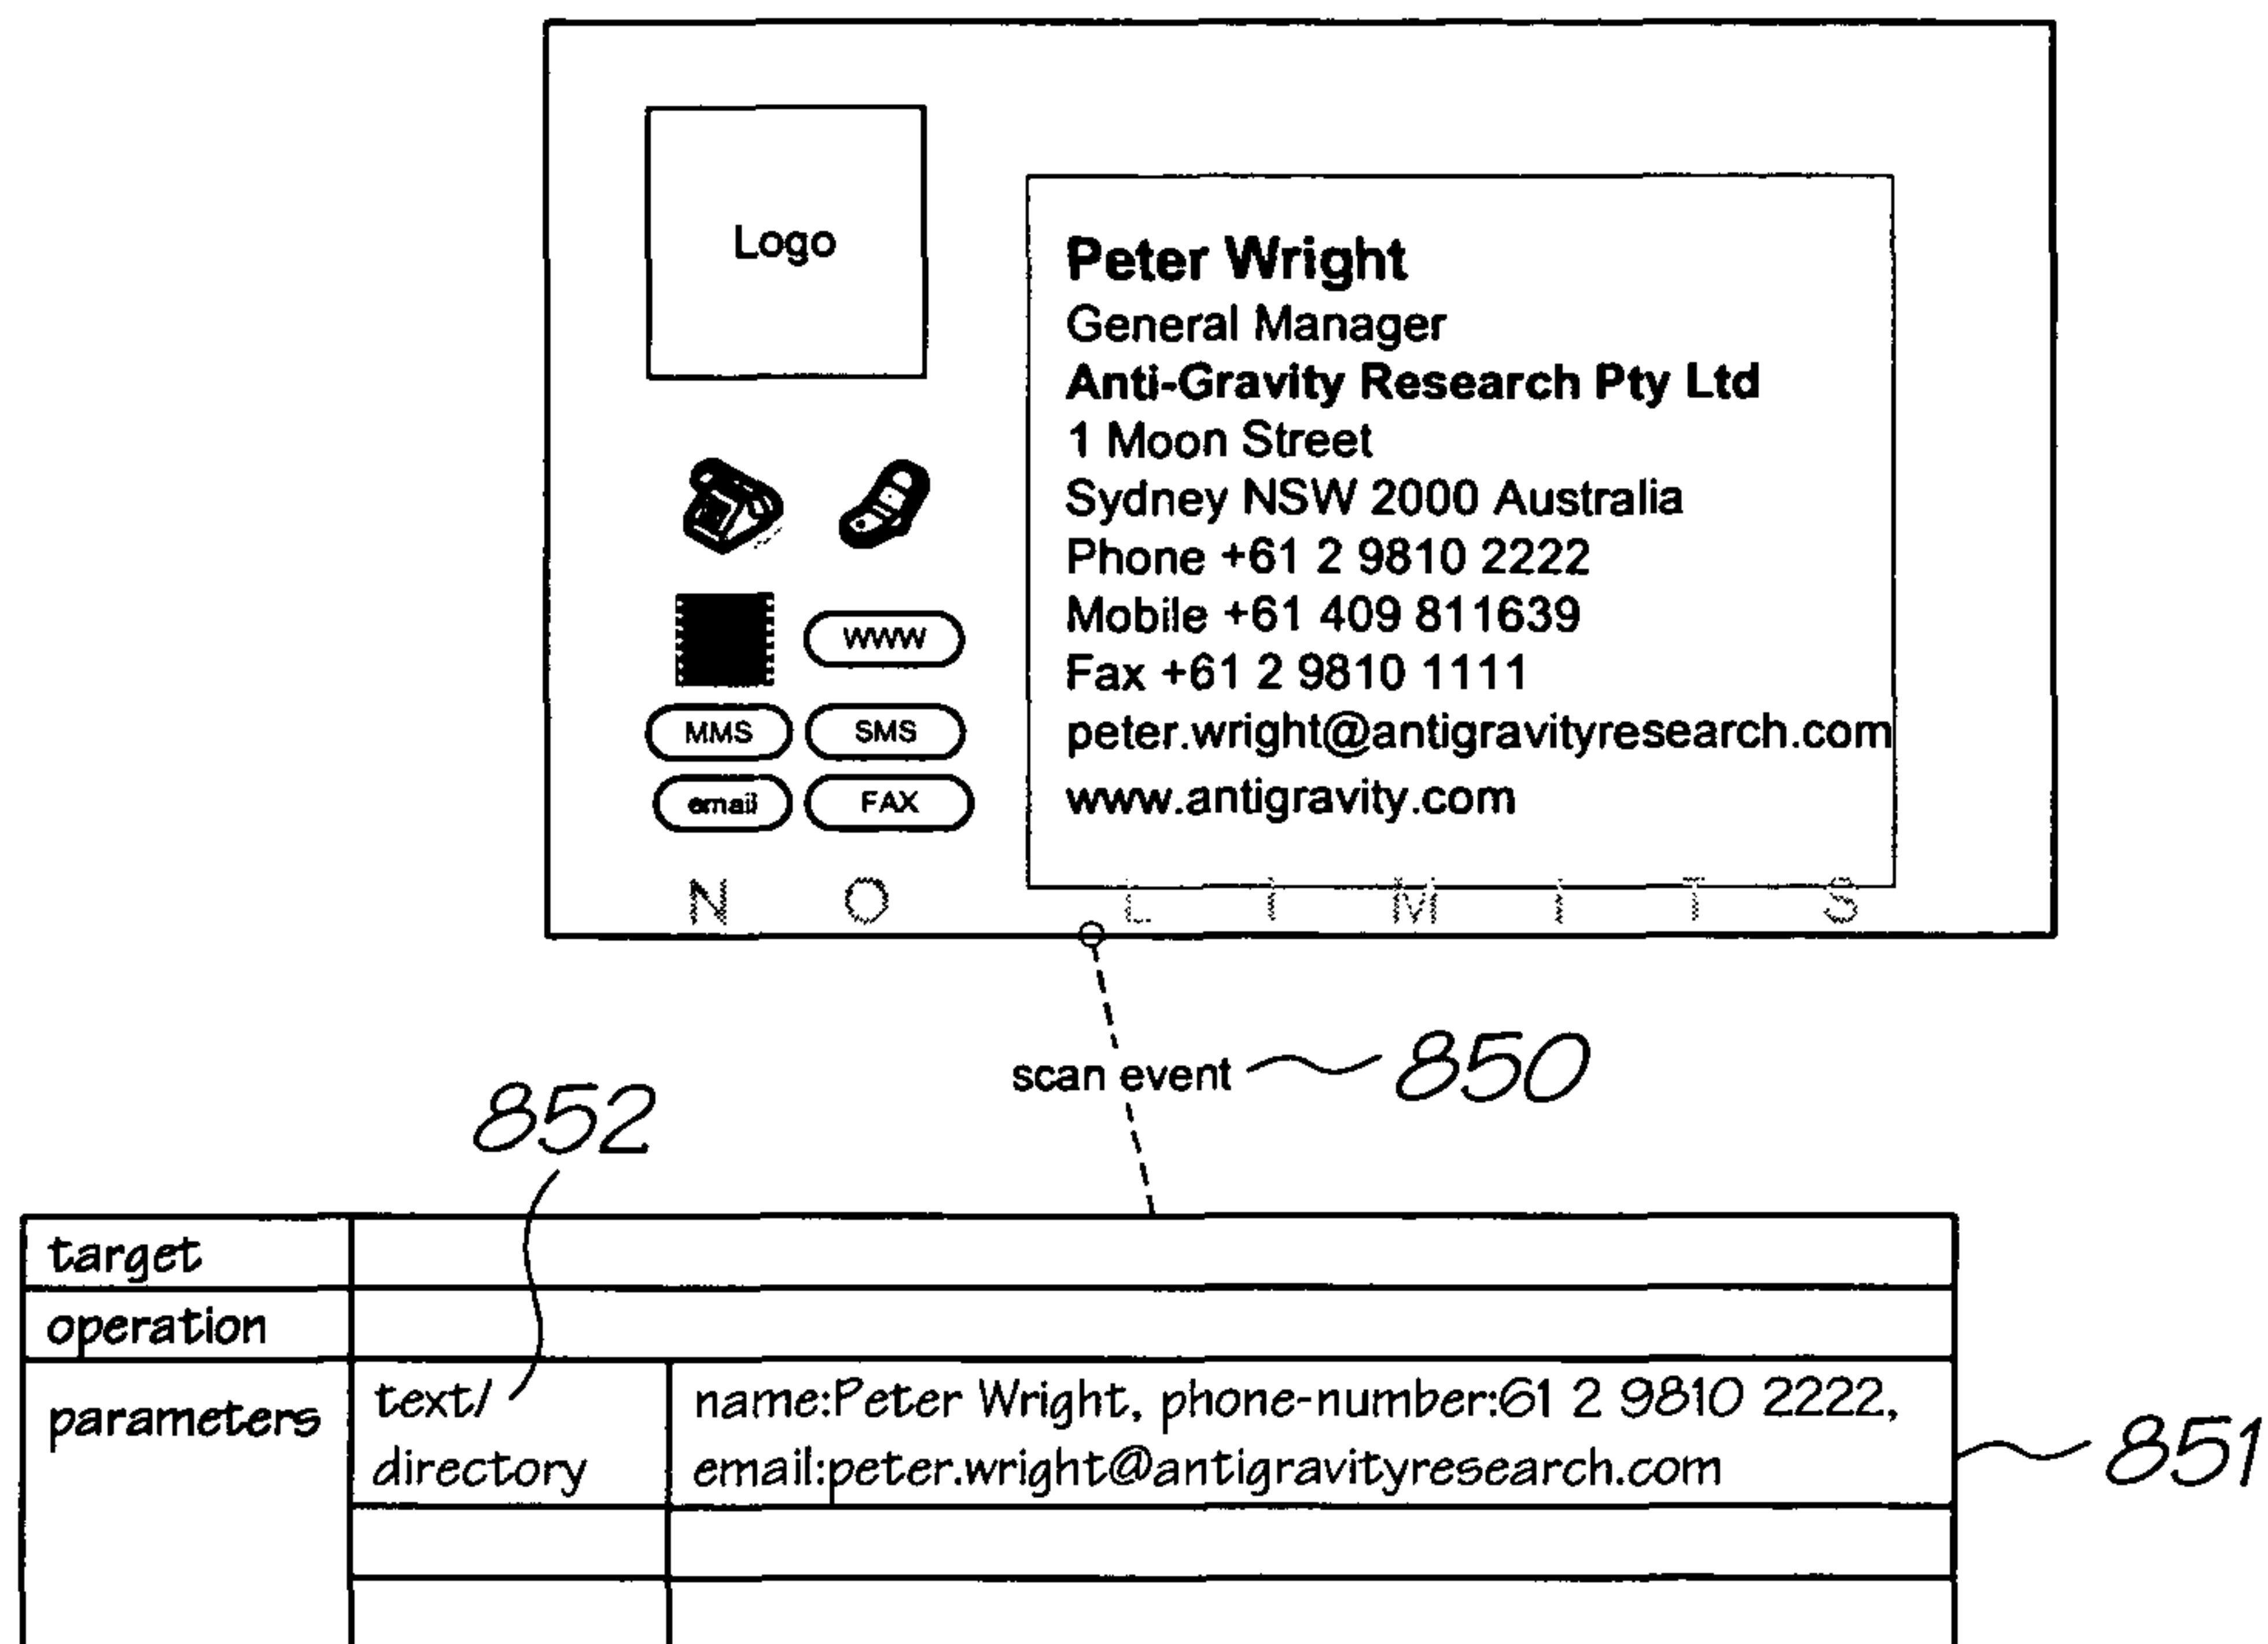 Logo
Peter Wright
General Manager
Anti-Gravity Research Pty Ltd
1 Moon Street
Sydney NSW 2000 Australia
Phone +61 2 9810 2222
Mobile +61 409 811639
Fax +61 2 9810 1111
peter.wright@antigravityresearch.com
www.antigravity.com
WWW
MMS SMS
email FAX
N O L I M I T S
scan event 850
852
target
operation
parameters
text/
directory
name:Peter Wright, phone-number:61 2 9810 2222,
email:peter.wright@antigravityresearch.com
851